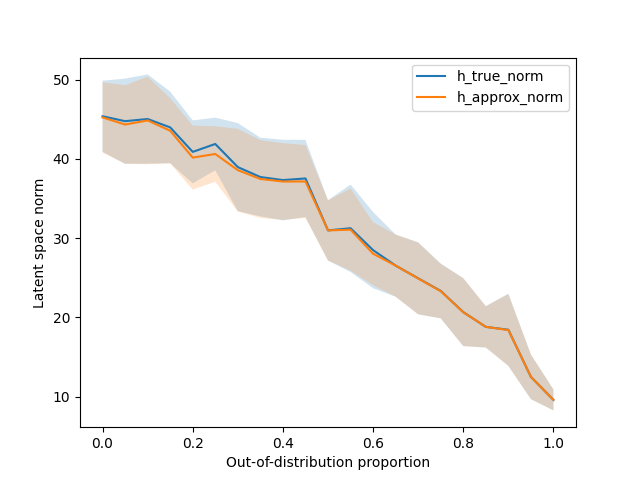 h_true_norm
h_approx_norm
50
40
30
20
10
Latent space norm
0.0 0.2 0.4 0.6 0.8 1.0
Out-of-distribution proportion